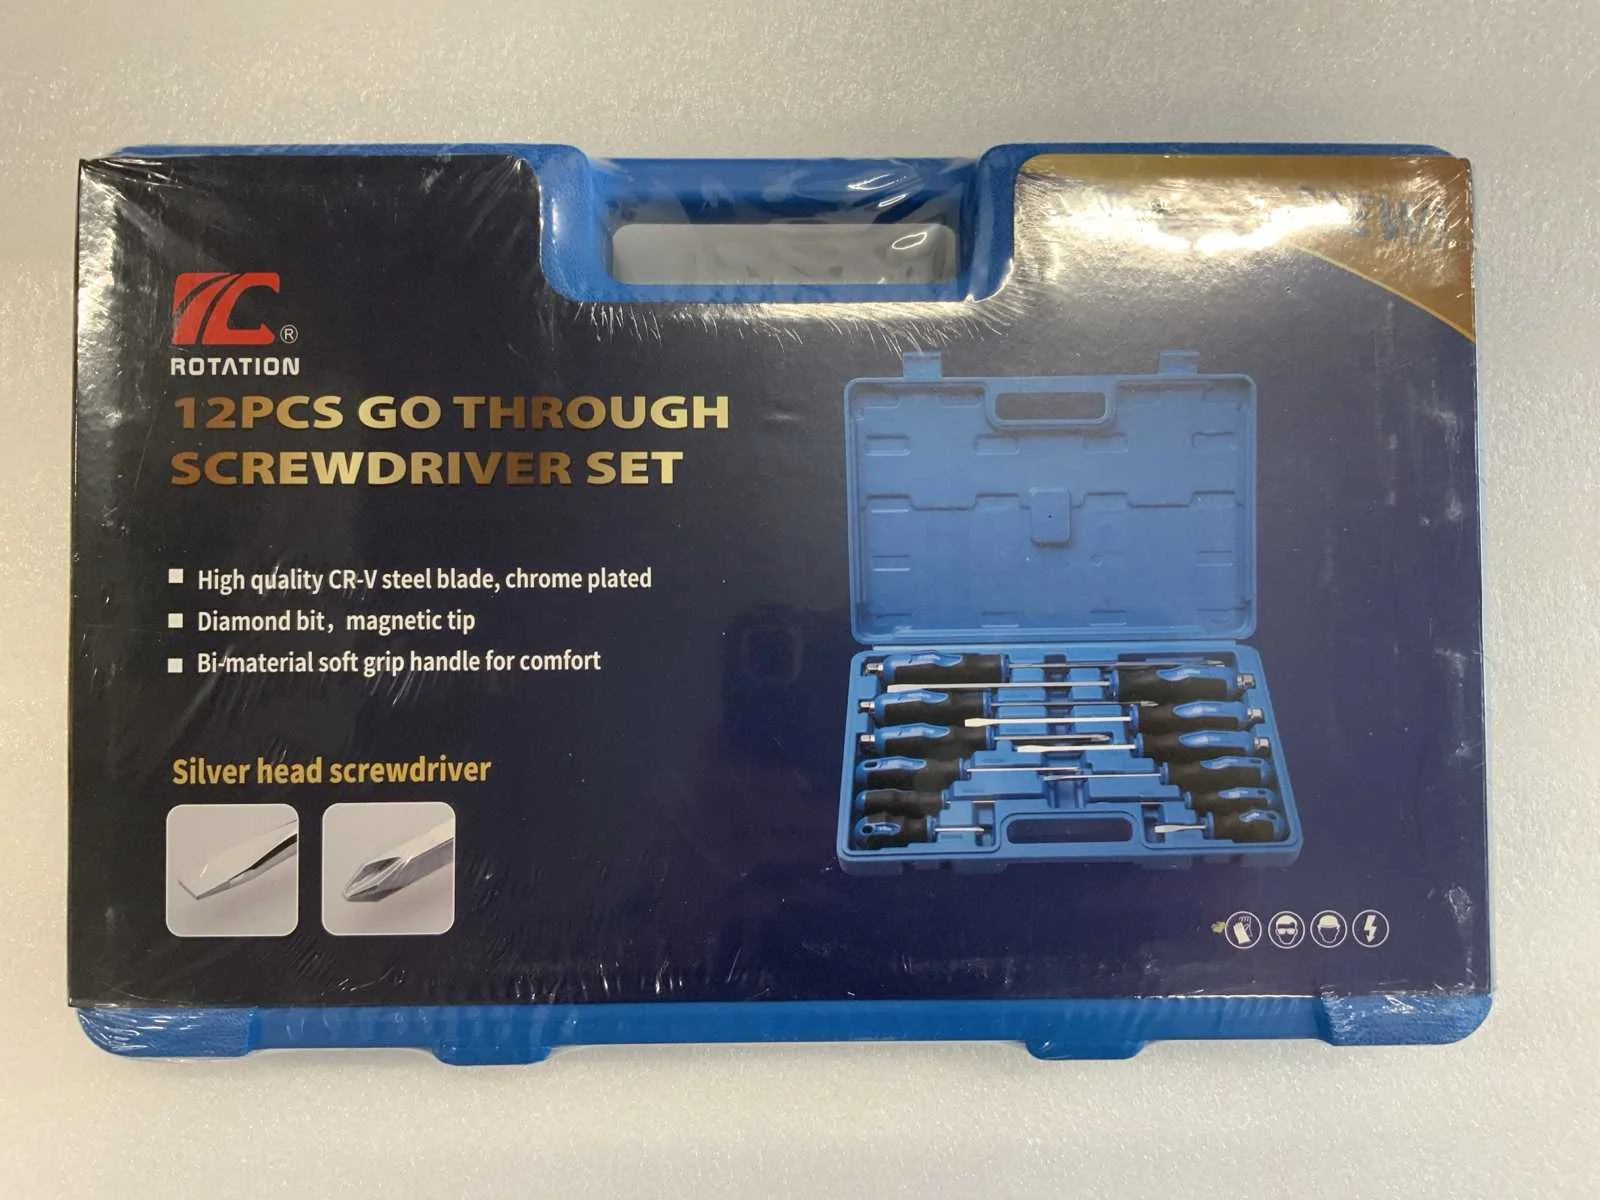 ROTATION
®
12PCS GO THROUGH
SCREWDRIVER SET
High quality CR-V steel blade, chrome plated
Diamond bit，magnetic tip
Bi-material soft grip handle for comfort
Silver head screwdriver